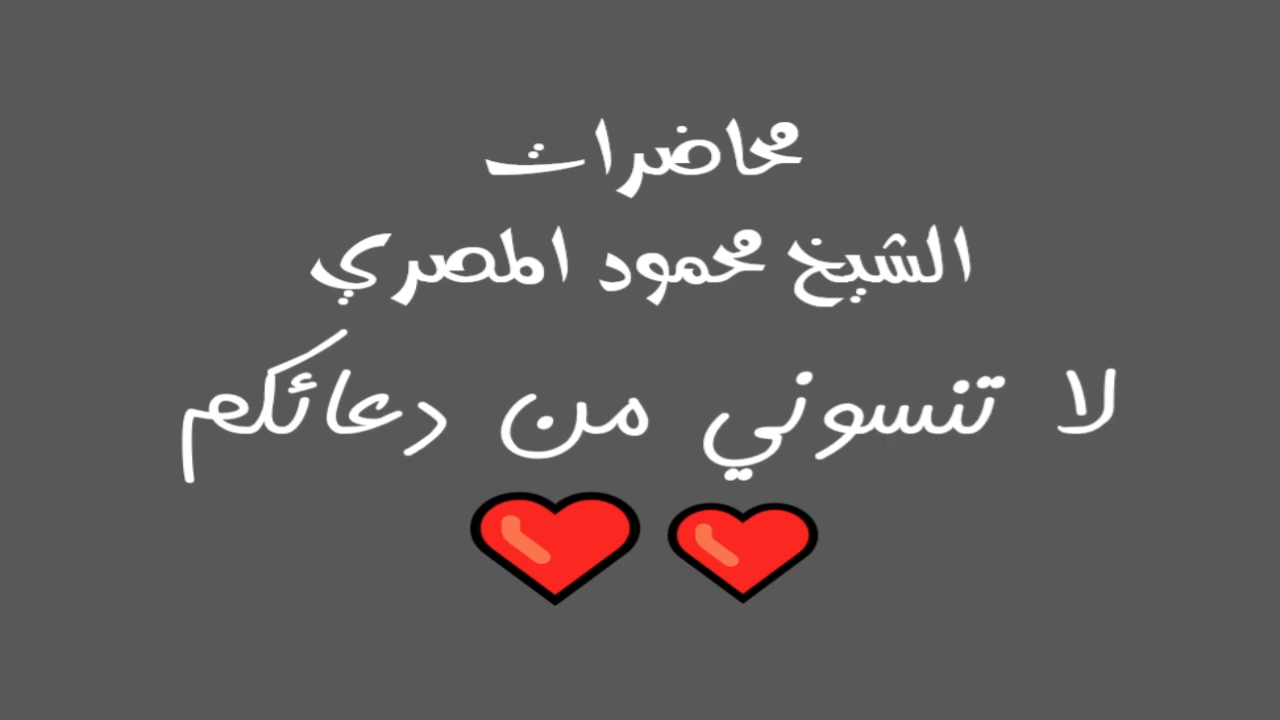 محاضرات
الشيخ محمود المصري
لا تنسوني من دعائكم